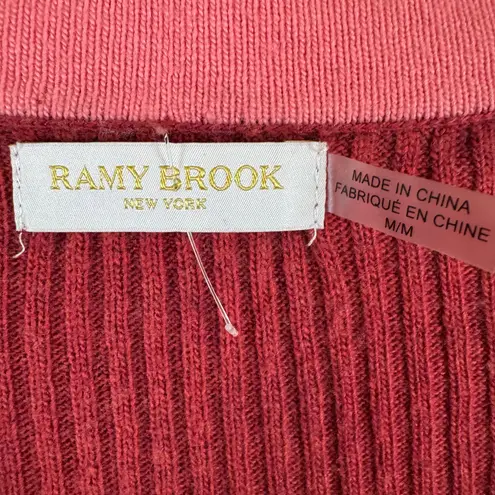 RAMY BROOK
NEW YORK
MADE IN CHINA
FABRIQUÉ EN CHINE
M/M